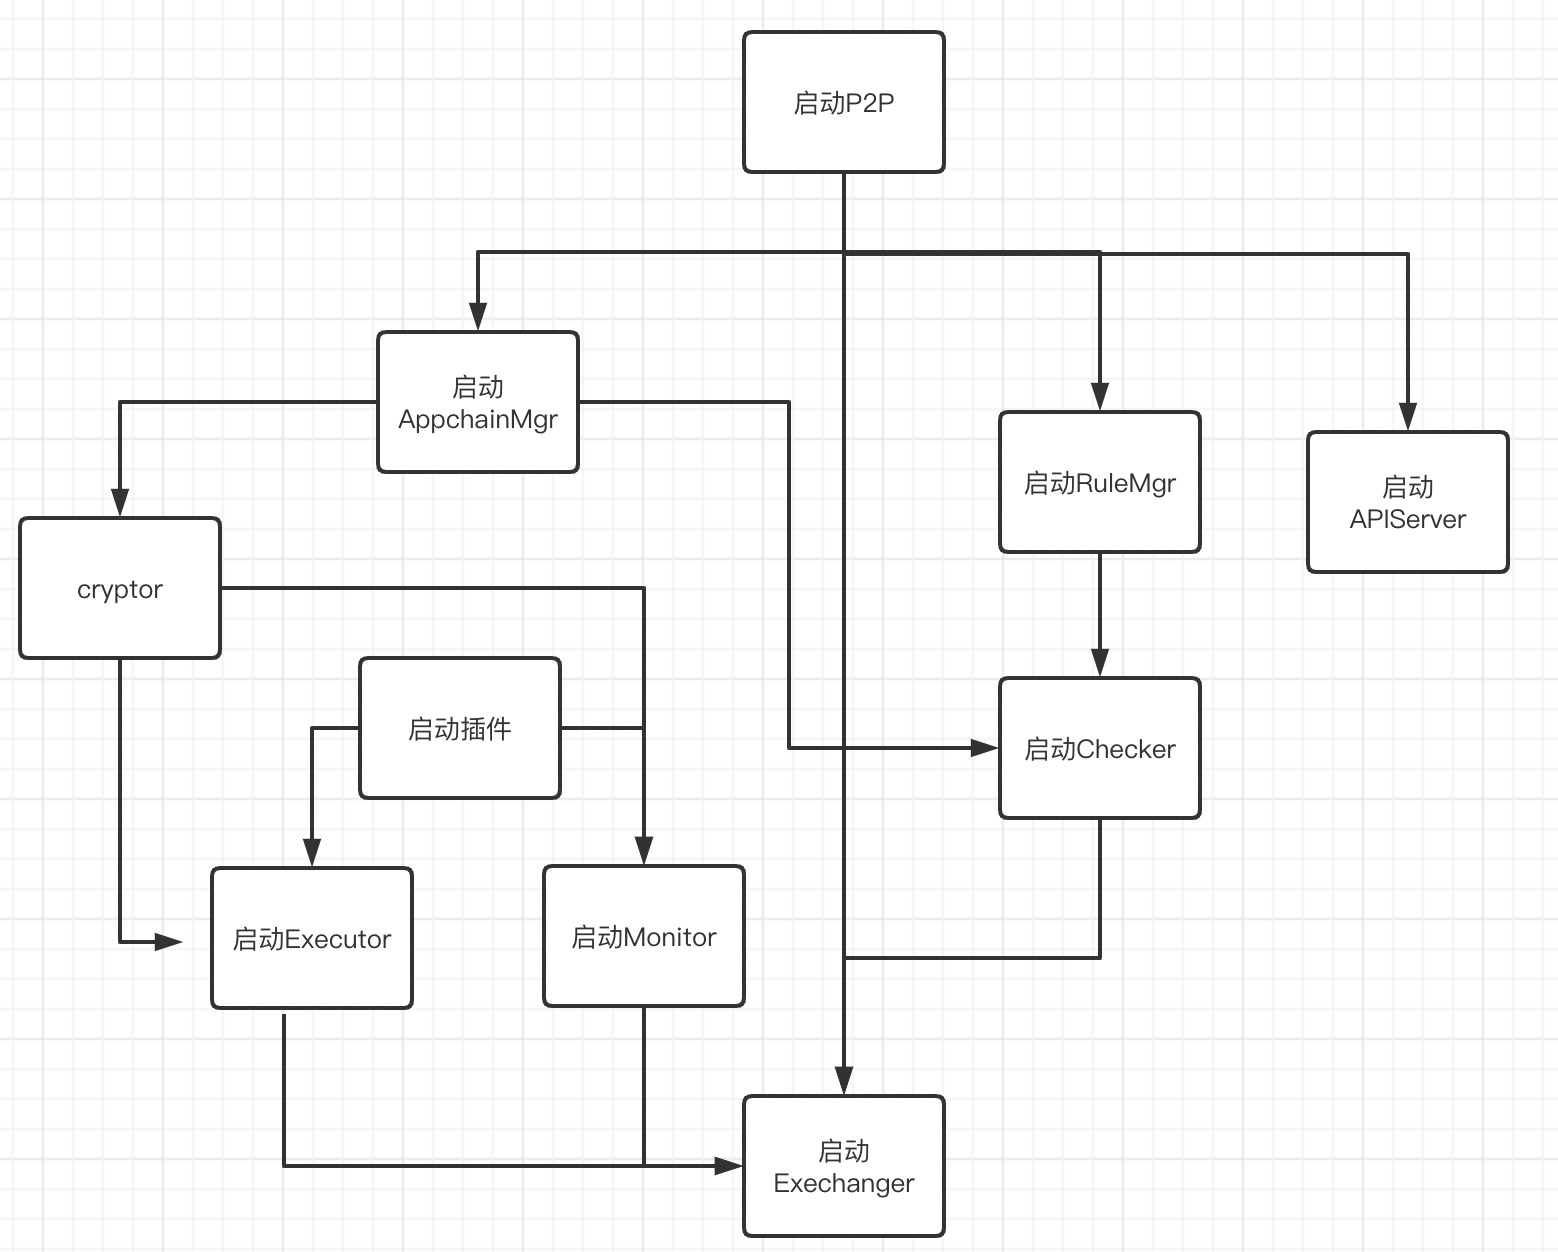 启动P2P
启动
AppchainMgr
启动RuleMgr
启动
APIServer
cryptor
启动插件
启动Checker
启动Executor
启动Monitor
启动
Exechanger